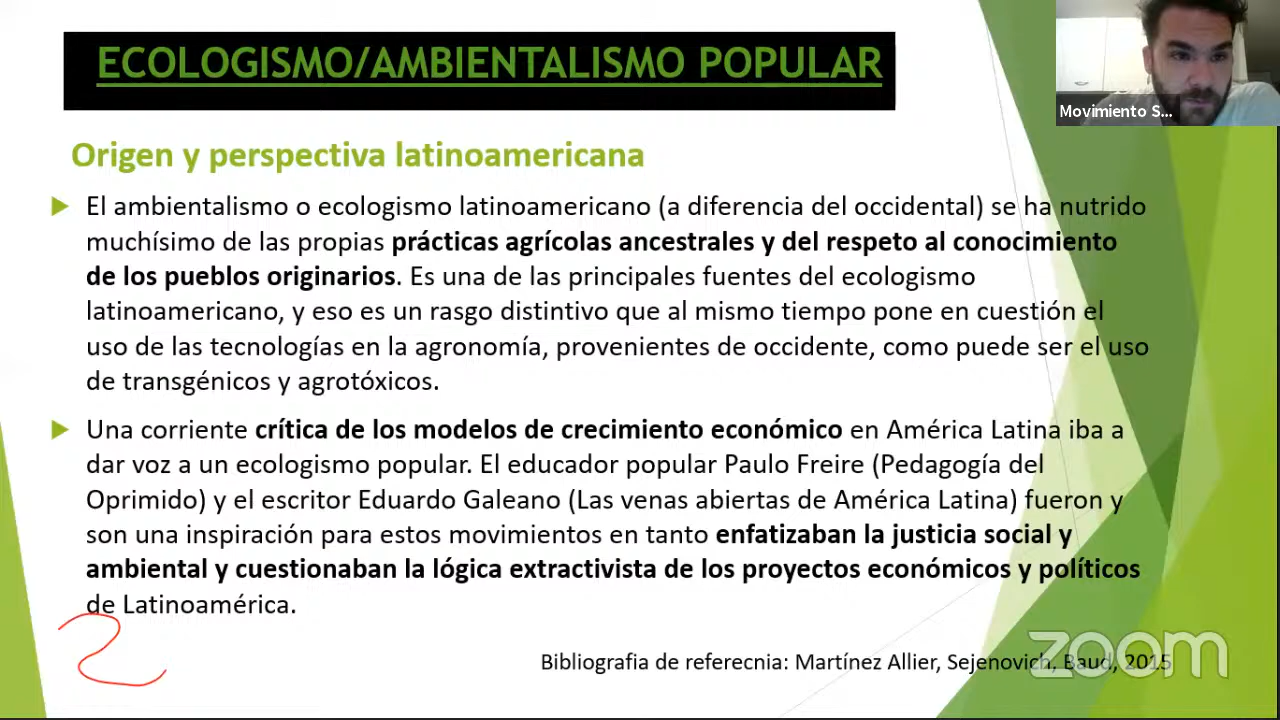 ECOLOGISMO/AMBIENTALISMO POPULAR
Movimiento S...
Origen y perspectiva latinoamericana
El ambientalismo o ecologismo latinoamericano (a diferencia del occidental) se ha nutrido
muchísimo de las propias prácticas agrícolas ancestrales y del respeto al conocimiento
de los pueblos originarios. Es una de las principales fuentes del ecologismo
latinoamericano, y eso es un rasgo distintivo que al mismo tiempo pone en cuestión el
uso de las tecnologías en la agronomía, provenientes de occidente, como puede ser el uso
de transgénicos y agrotóxicos.
Una corriente crítica de los modelos de crecimiento económico en América Latina iba a
dar voz a un ecologismo popular. El educador popular Paulo Freire (Pedagogía del
Oprimido) y el escritor Eduardo Galeano (Las venas abiertas de América Latina) fueron y
son una inspiración para estos movimientos en tanto enfatizaban la justicia social y
ambiental y cuestionaban la lógica extractivista de los proyectos económicos y políticos
de Latinoamérica.
Bibliografia de referecnia: Martínez Allier, Sejenovich, Baud, 2015
zoom